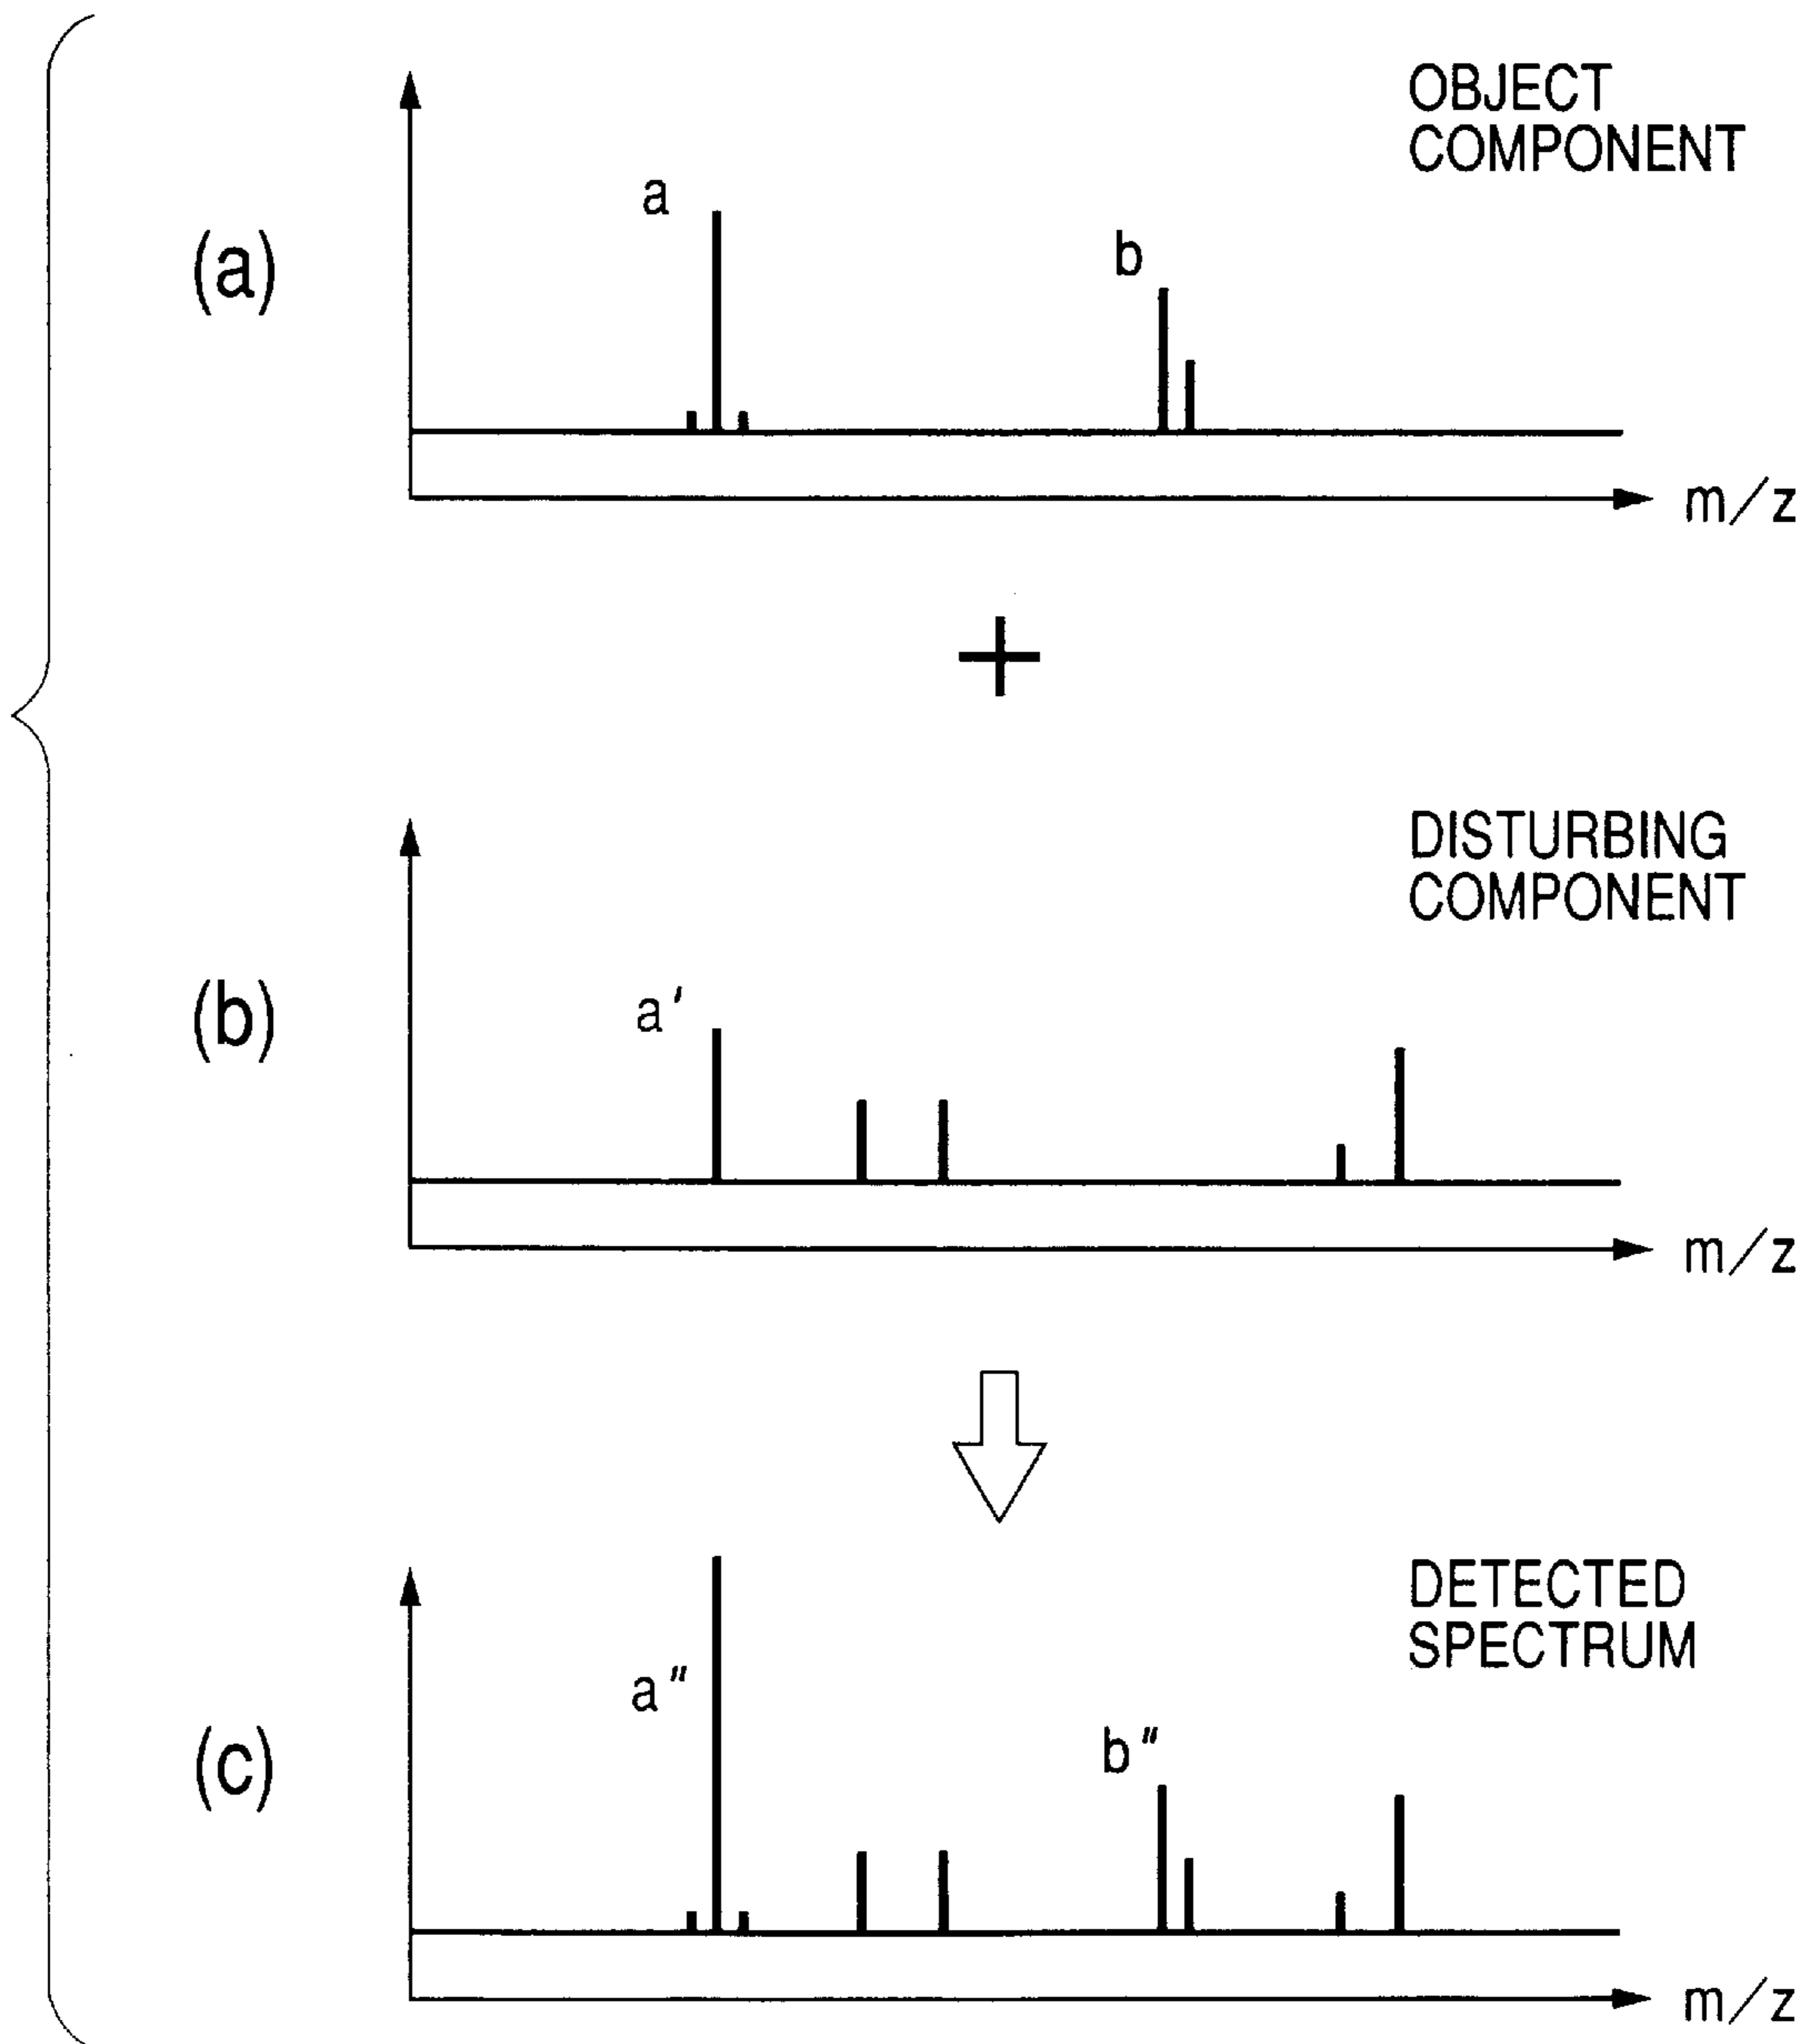 OBJECT
COMPONENT
a
b
(a)
m/z
+
DISTURBING
COMPONENT
a'
(b)
m/z
DETECTED
SPECTRUM
a"
b"
(c)
m/z